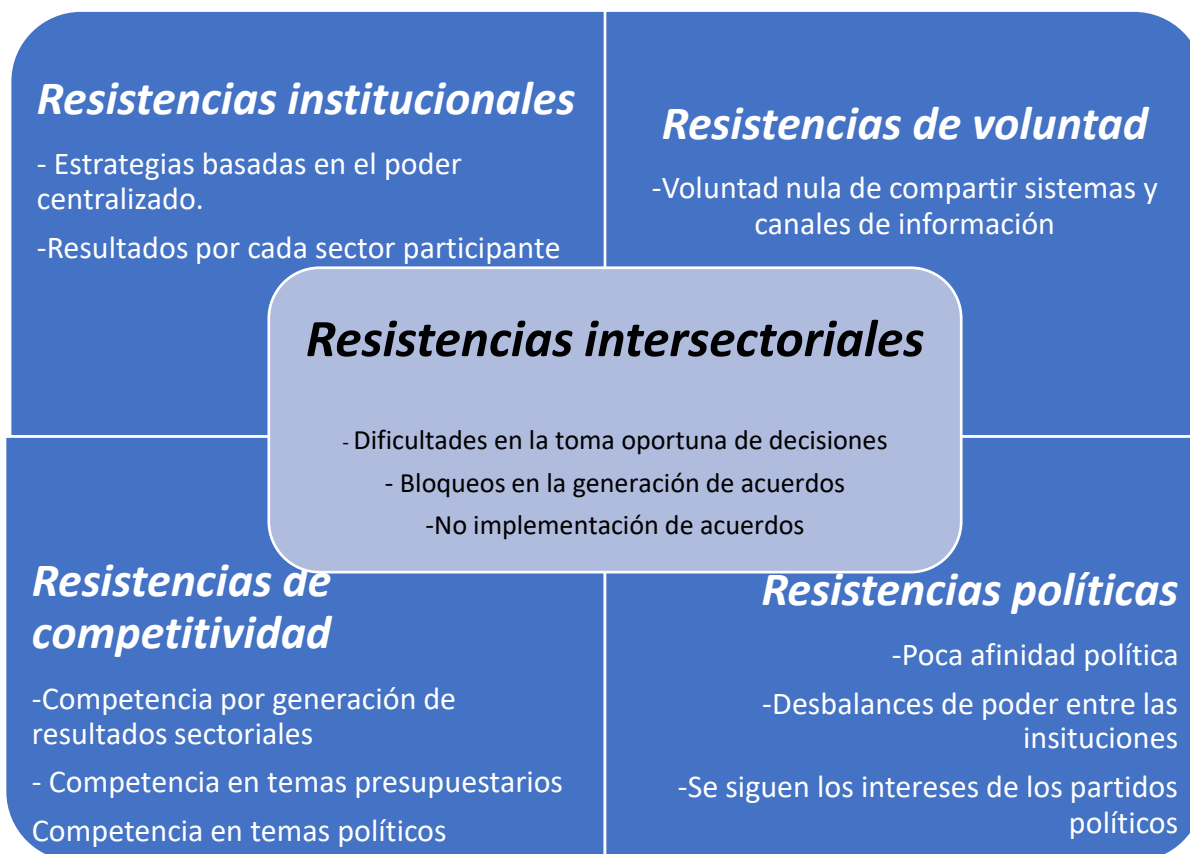 Resistencias institucionales
- Estrategias basadas en el poder
centralizado.
-Resultados por cada sector participante
Resistencias de voluntad
-Voluntad nula de compartir sistemas y
canales de información
Resistencias intersectoriales
- Dificultades en la toma oportuna de decisiones
- Bloqueos en la generación de acuerdos
-No implementación de acuerdos
Resistencias de
competitividad
-Competencia por generación de
resultados sectoriales
- Competencia en temas presupuestarios
Competencia en temas políticos
Resistencias políticas
-Poca afinidad política
-Desbalances de poder entre las
insituciones
-Se siguen los intereses de los partidos
políticos